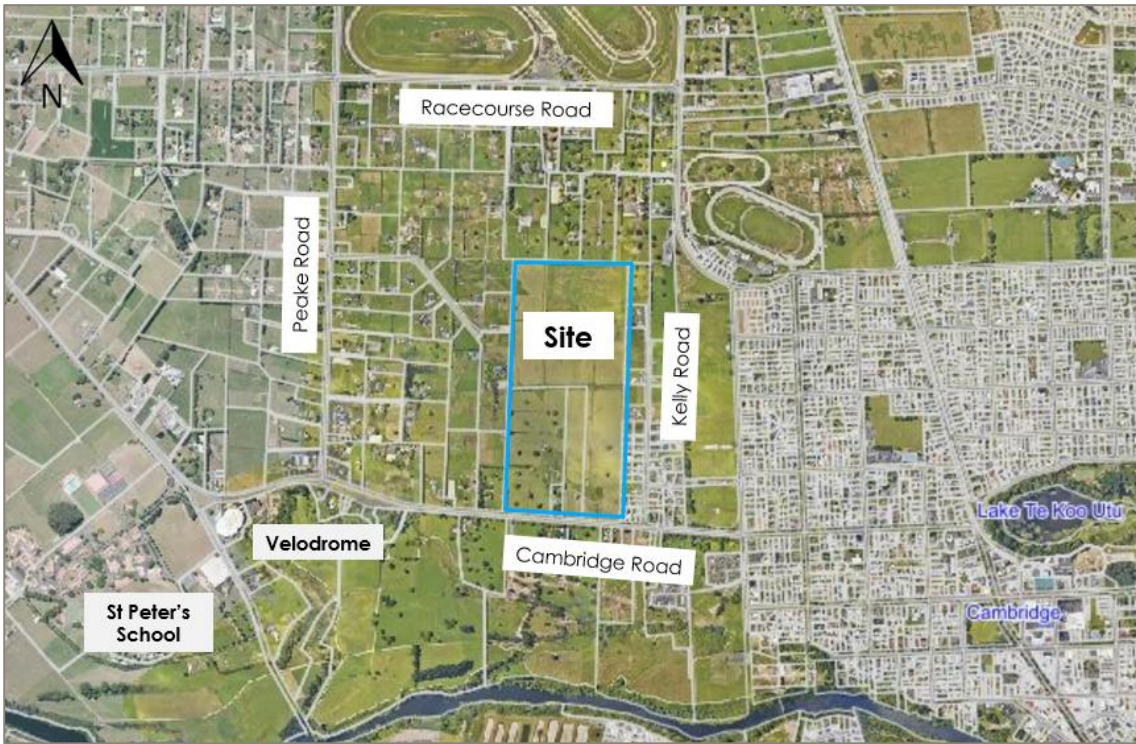 N
Racecourse Road
Peake Road
Site
Kelly Road
Lake Te Koo Utu
Velodrome
Cambridge Road
St Peter's
School
Cambridge